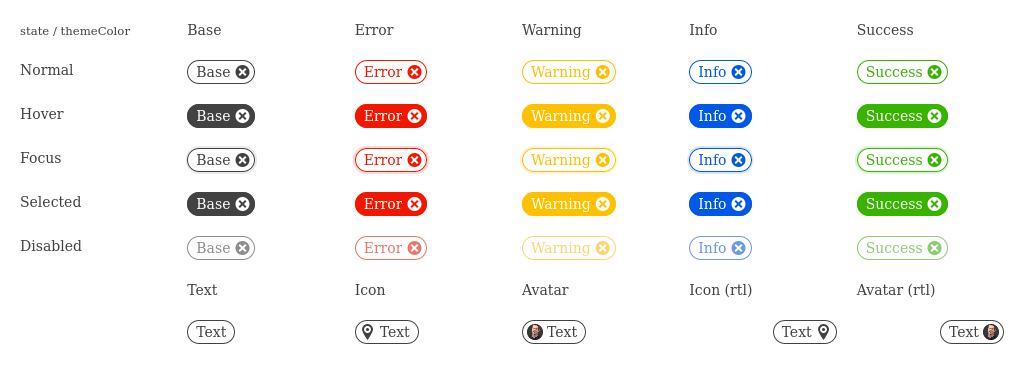 state / themeColor Base Error Warning Info Success
Normal Base Error Warning Info Success
Hover Base Error Warning Info Success
Focus Base Error Warning Info Success
Selected Base Error Warning Info Success
Disabled Base Error Warning Info Success
Text Icon Avatar Icon (rtl) Avatar (rtl)
Text Text Text Text Text